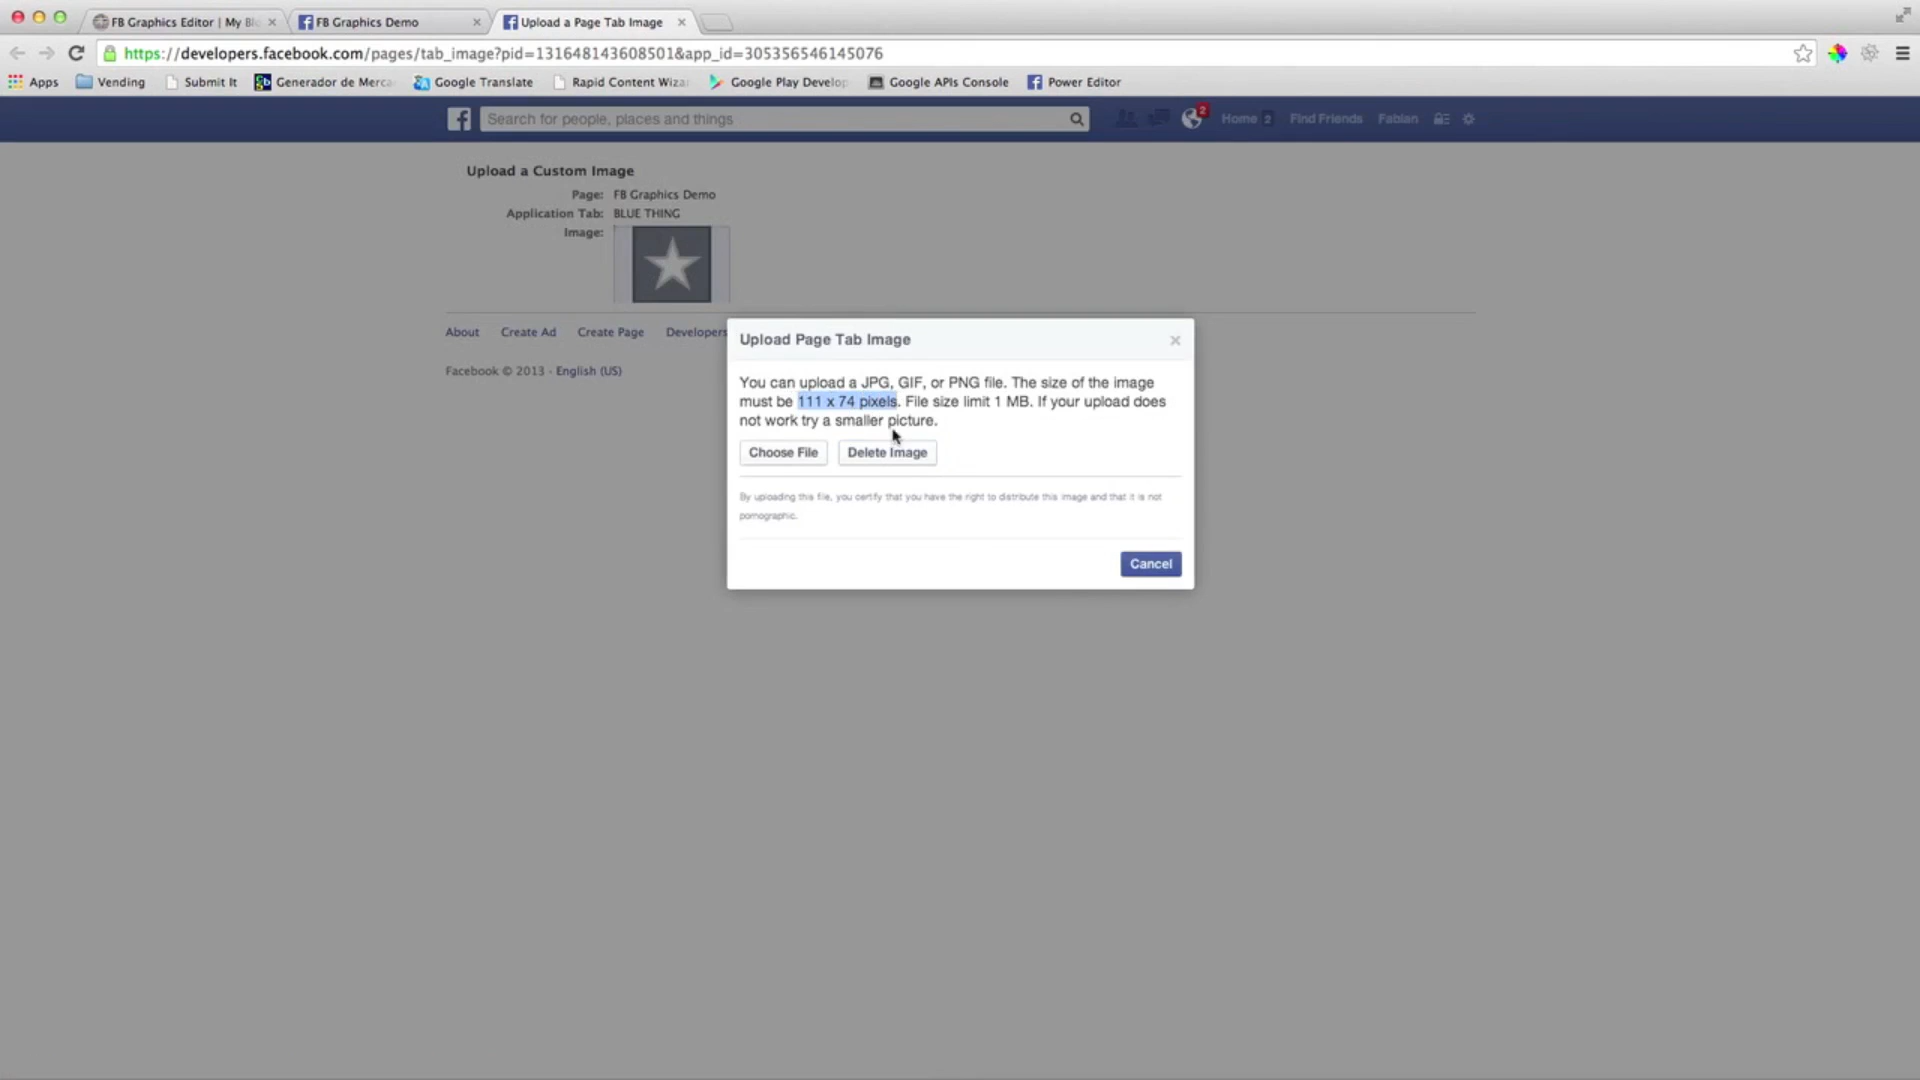 FB Graphics Editor | My Bl
FB Graphics Demo
Upload a Page Tab Image
https://developers.facebook.com/pages/tab_image?pid=131648143608501&app_id=305356546145076
Apps
Vending
Submit It
Generador de Merca
Google Translate
Rapid Content Wiza
Google Play Develop
Google APIs Console
Power Editor
Search for people, places and things
2
Home 2
Find Friends
Fabian
Upload a Custom Image
Page: FB Graphics Demo
Application Tab: BLUE THING
Image:
About Create Ad Create Page Developers
Facebook © 2013 · English (US)
Upload Page Tab Image
You can upload a JPG, GIF, or PNG file. The size of the image
must be 111 x 74 pixels. File size limit 1 MB. If your upload does
not work try a smaller picture.
Choose File
Delete Image
By uploading this file, you certify that you have the right to distribute this image and that it is not
pornographic.
Cancel